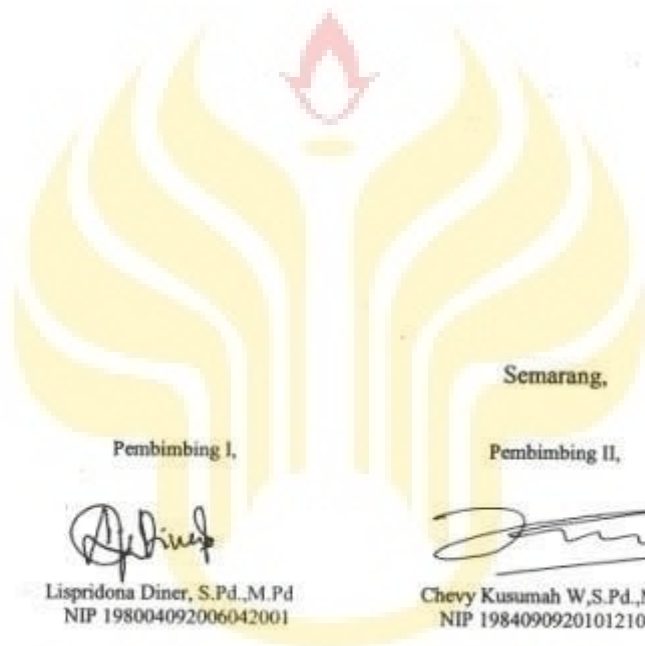 Semarang,
Pembimbing I,
Pembimbing II,
Lispridona Diner, S.Pd.,M.Pd
Chevy Kusumah W,S.Pd.,
NIP 198004092006042001
NIP 1984090920101210